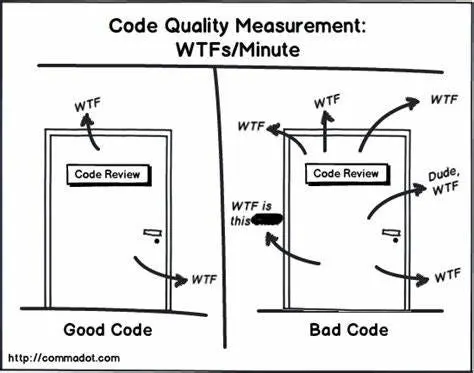 Code Quality Measurement:
WTFs/Minute
WTF
Code Review
WTF
Good Code
WTF
WTF
WTF
Code Review
Dude,
WTF
WTF is
this
WTF
Bad Code
http://commadot.com